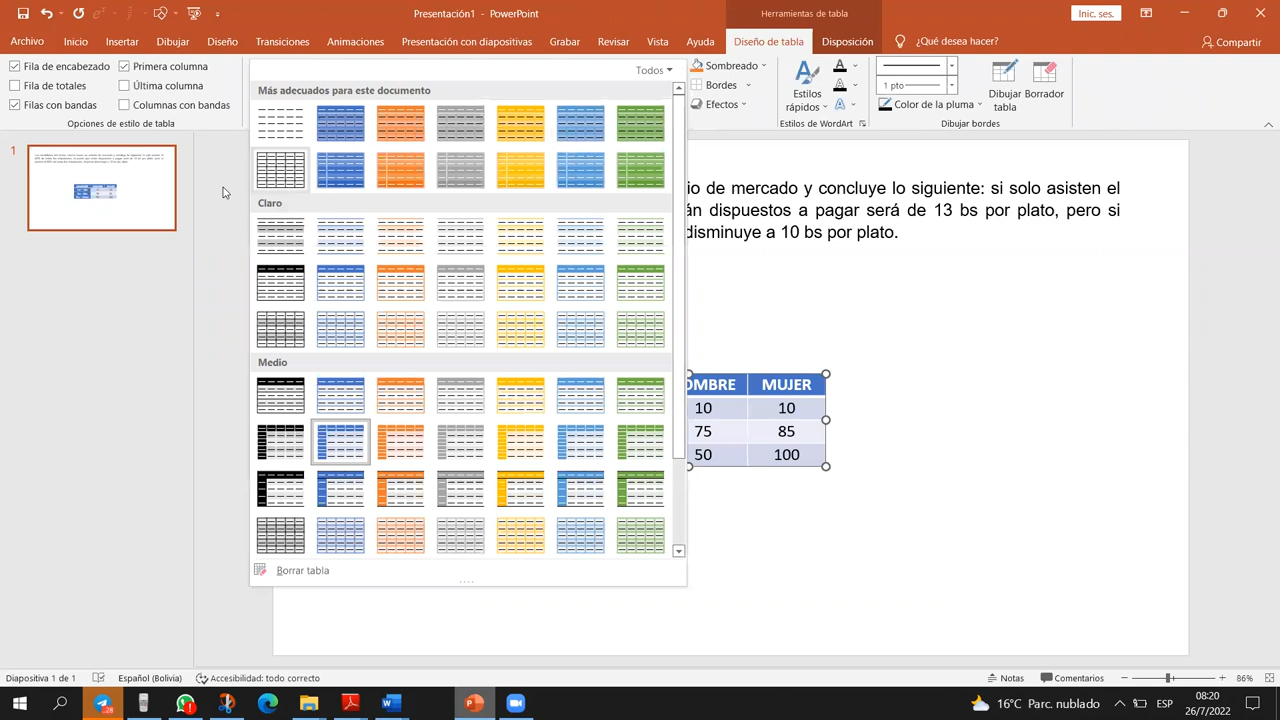 Presentación1 - PowerPoint
Herramientas de tabla
Inic. ses.
Archivo Inicio Insertar Dibujar Diseño Transiciones Animaciones Presentación con diapositivas Grabar Revisar Vista Ayuda Diseño de tabla Disposición ¿Qué desea hacer? Compartir
Fila de encabezado Primera columna
Fila de totales Última columna
Filas con bandas Columnas con bandas
Opciones de estilo de tabla
Todos
Más adecuados para este documento
Claro
Medio
Borrar tabla
Sombreado
Bordes
Efectos
Estilos rápidos
Estilos de WordArt
1 pto
Color de la pluma
Dibujar tabla
Borrador
Dibujar bordes
1
io de mercado y concluye lo siguiente: si solo asisten el
án dispuestos a pagar será de 13 bs por plato, pero si
disminuye a 10 bs por plato.
OMBRE MUJER
10 10
75 85
50 100
Diapositiva 1 de 1 Español (Bolivia) Accesibilidad: todo correcto Notas Comentarios 86%
28
16°C Parc. nublado ESP 08:20
26/7/2022